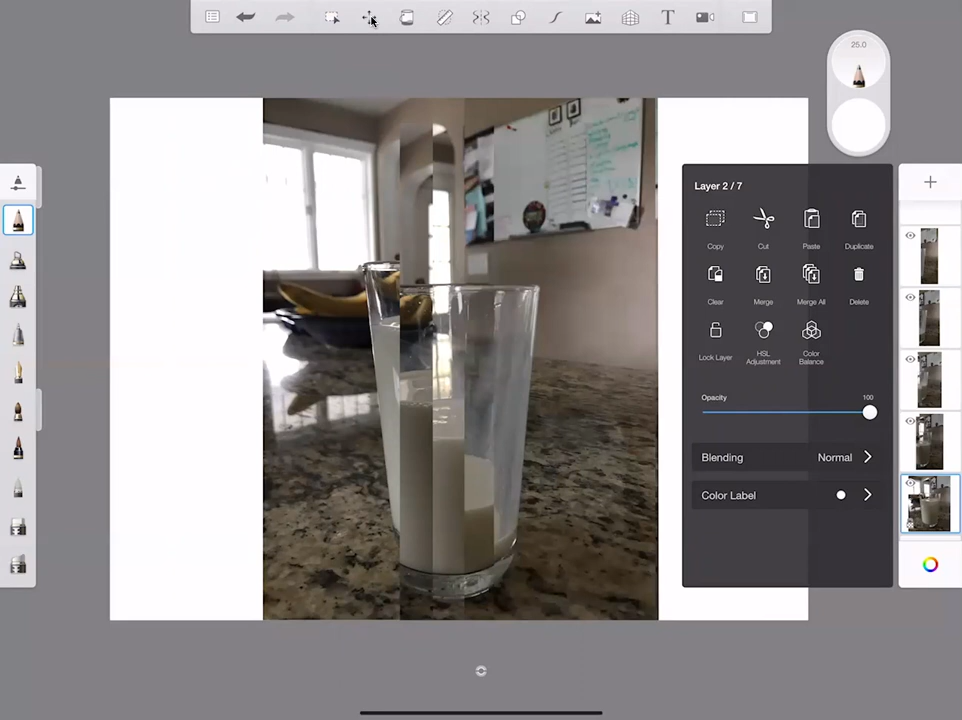 25.0
Layer 2 / 7
Copy Cut Paste Duplicate
Clear Merge Merge All Delete
Lock Layer HSL Adjustment Color Balance
Opacity 100
Blending Normal
Color Label